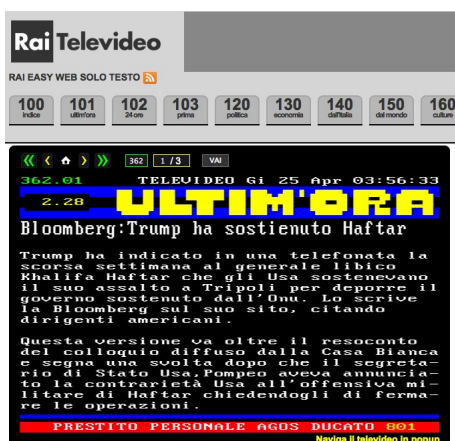 Rai Televideo
RAI EASY WEB SOLO TESTO
100 101 102 103 120 130 140 150 160
indice ultim'ora 24 ore prima politica economia dall'italia dal mondo culture
362 1 / 3 VAI
362.01 TELEVIDEO Gi 25 Apr 03:56:33
2.28 ULTIM'ORA
Bloomberg:Trump ha sostienuto Haftar
Trump ha indicato in una telefonata la
scorsa settimana al generale libico
Khalifa Haftar che gli Usa sostenevano
il suo assalto a Tripoli per deporre il
governo sostenuto dall'Onu. Lo scrive
la Bloomberg sul suo sito, citando
dirigenti americani.
Questa versione va oltre il resoconto
del colloquio diffuso dalla Casa Bianca
e segna una svolta dopo che il segreta-
rio di Stato Usa,Pompeo aveva annuncia-
to la contrarietà Usa all'offensiva mi-
litare di Haftar chiedendogli di ferma-
re le operazioni.
PRESTITO PERSONALE AGOS DUCATO 801
Naviga il televideo in popup